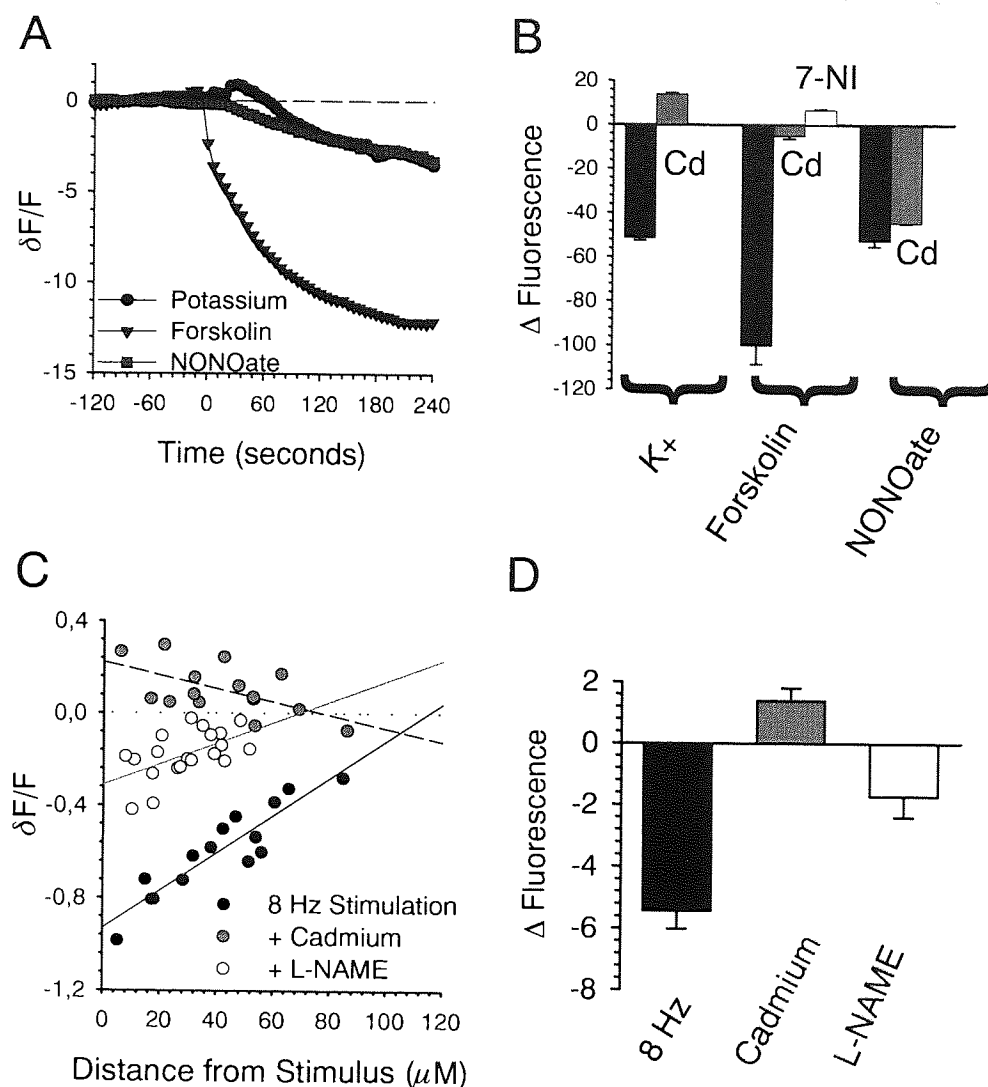 A
0
-5
-10
-15
δF/F
Potassium
Forskolin
NONOate
-120 -60 0 60 120 180 240
Time (seconds)
B
20
0
-20
-40
-60
-80
-100
-120
Δ Fluorescence
7-NI
Cd
Cd
Cd
K+
Forskolin
NONOate
C
0,4
0,0
-0,4
-0,8
-1,2
δF/F
8 Hz Stimulation
+ Cadmium
+ L-NAME
0 20 40 60 80 100 120
Distance from Stimulus (μM)
D
2
0
-2
-4
-6
-8
Δ Fluorescence
8 Hz
Cadmium
L-NAME